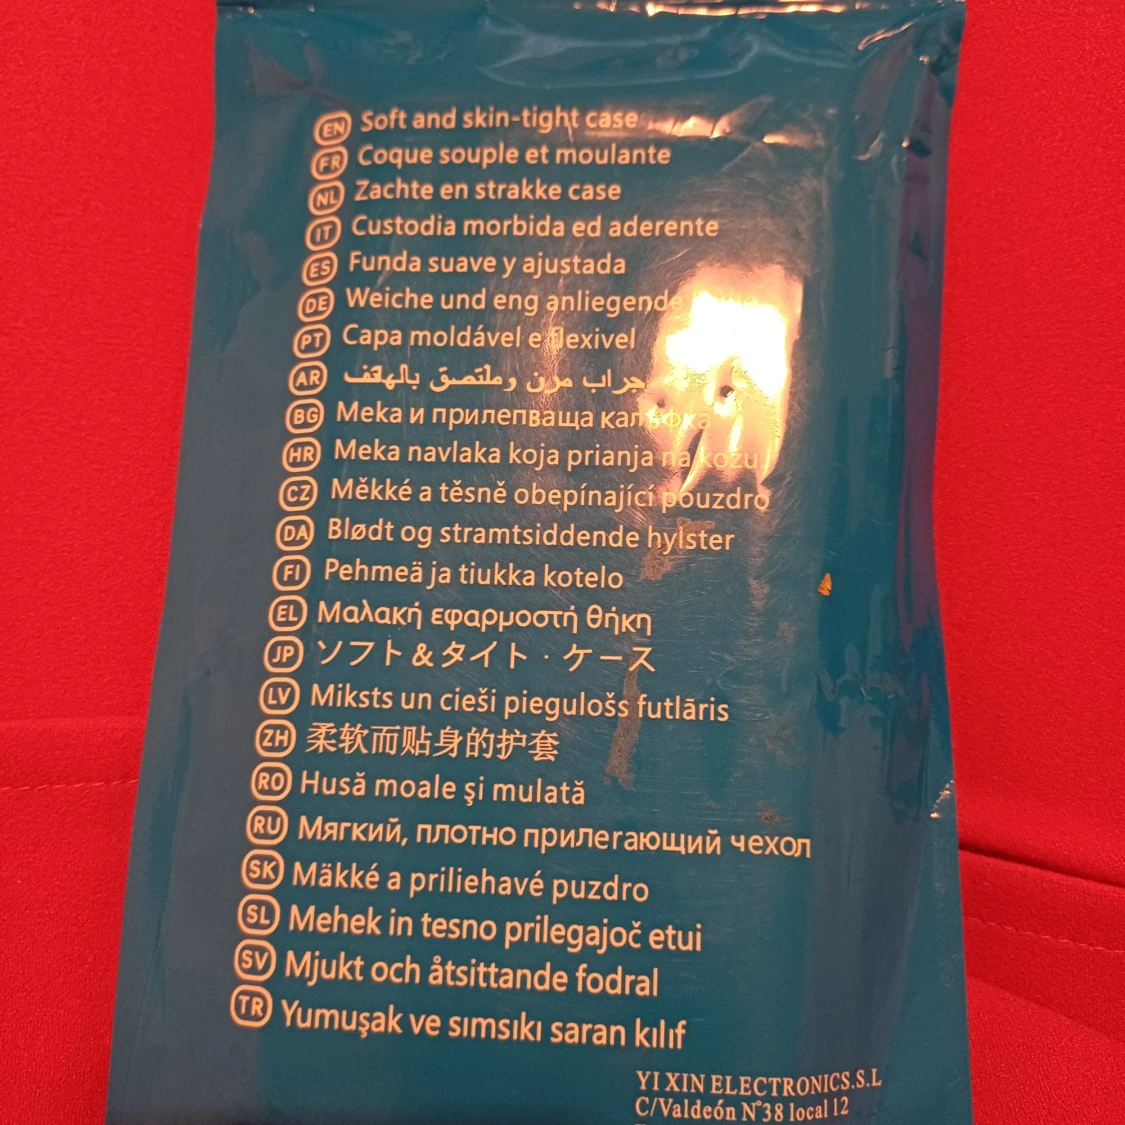 EN Soft and skin-tight case
FR Coque souple et moulante
NL Zachte en strakke case
IT Custodia morbida ed aderente
ES Funda suave y ajustada
DE Weiche und eng anliegende
PT Capa moldável e flexivel
AR جراب مرن وملتصق بالهاتف
BG Meka и прилепваща калъфка
HR Meka navlaka koja prianja na kožu
CZ Měkké a těsně obepínající pouzdro
DA Blødt og stramtsiddende hylster
FI Pehmeä ja tiukka kotelo
EL Μαλακή εφαρμοστή θήκη
JP ソフト&タイト・ケース
LV Miksts un cieši piegulošs futlāris
ZH 柔软而贴身的护套
RO Husă moale şi mulată
RU Мягкий, плотно прилегающий чехол
SK Mäkké a priliehavé puzdro
SL Mehek in tesno prilegajoč etui
SV Mjukt och åtsittande fodral
TR Yumuşak ve sımsıkı saran kılıf
YI XIN ELECTRONICS.S.L
C/Valdeón N°38 local 12